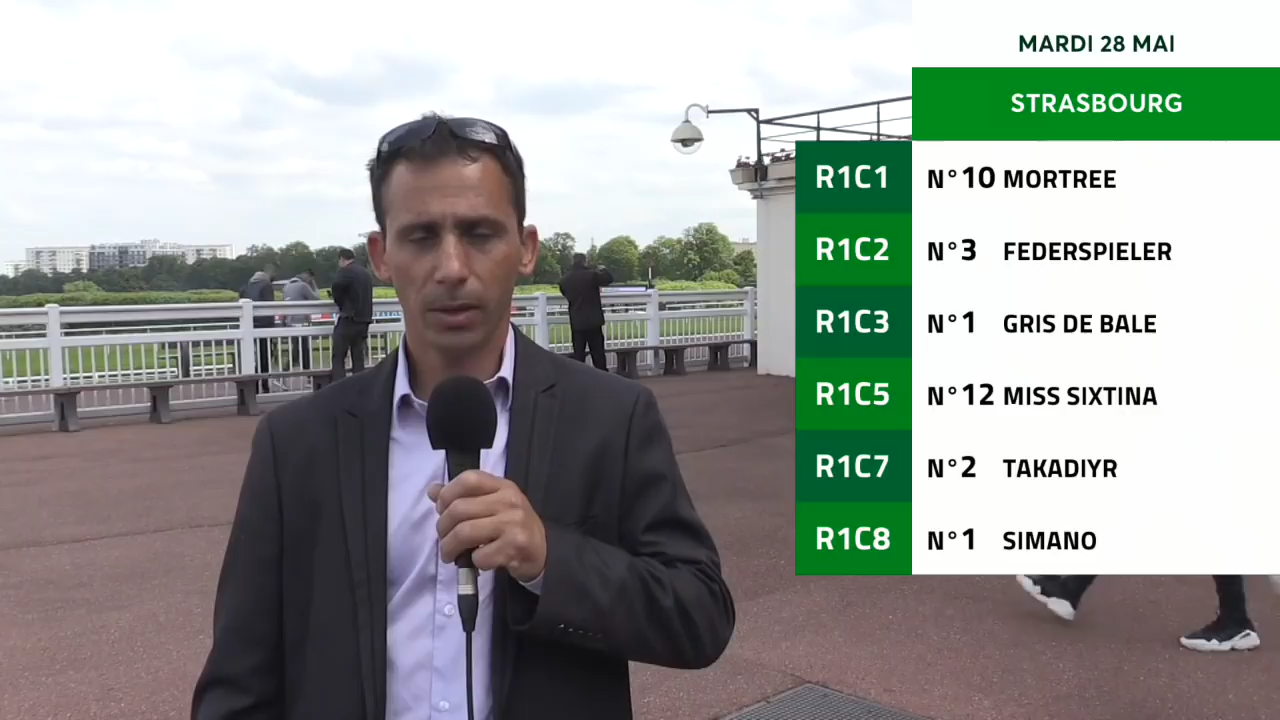 MARDI 28 MAI
STRASBOURG
R1C1 N°10 MORTREE
R1C2 N°3 FEDERSPIELER
R1C3 N°1 GRIS DE BALE
R1C5 N°12 MISS SIXTINA
R1C7 N°2 TAKADIYR
R1C8 N°1 SIMANO